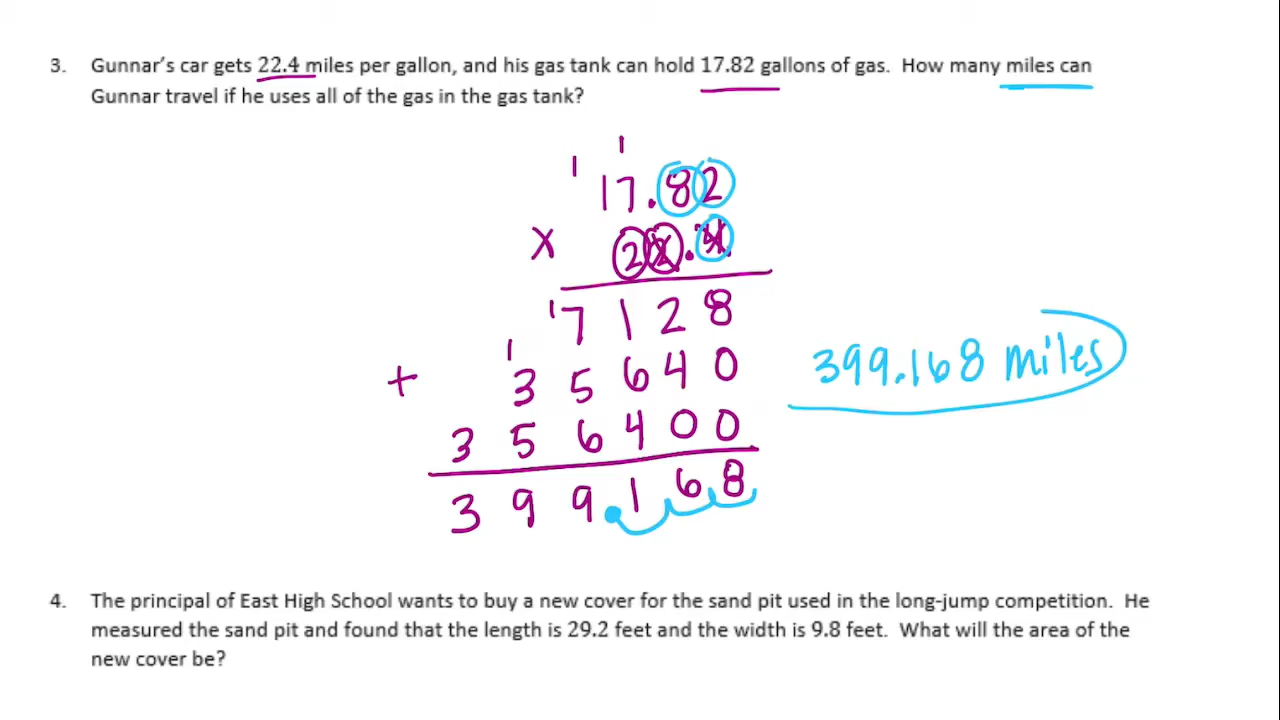 3. Gunnar's car gets 22.4 miles per gallon, and his gas tank can hold 17.82 gallons of gas. How many miles can
Gunnar travel if he uses all of the gas in the gas tank?
1 1
17.82
x 22.4
1
7128
1
+ 35640
356400
399.168
399.168 miles
4. The principal of East High School wants to buy a new cover for the sand pit used in the long-jump competition. He
measured the sand pit and found that the length is 29.2 feet and the width is 9.8 feet. What will the area of the
new cover be?